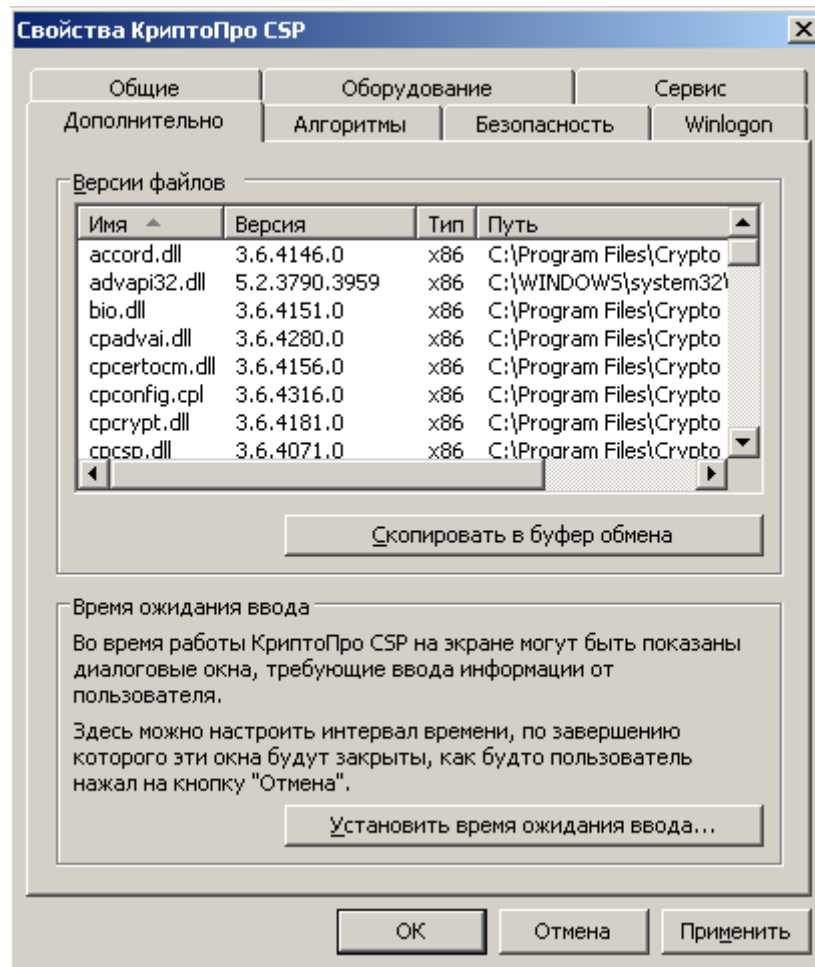 Свойства КриптоПро CSP
Общие Оборудование Сервис
Дополнительно Алгоритмы Безопасность Winlogon
Версии файлов
Имя Версия Тип Путь
accord.dll 3.6.4146.0 x86 C:\Program Files\Crypto
advapi32.dll 5.2.3790.3959 x86 C:\WINDOWS\system32\
bio.dll 3.6.4151.0 x86 C:\Program Files\Crypto
cpadvai.dll 3.6.4280.0 x86 C:\Program Files\Crypto
cpcertocm.dll 3.6.4156.0 x86 C:\Program Files\Crypto
cpconfig.cpl 3.6.4316.0 x86 C:\Program Files\Crypto
cpcrypt.dll 3.6.4181.0 x86 C:\Program Files\Crypto
cpcsp.dll 3.6.4071.0 x86 C:\Program Files\Crypto
Скопировать в буфер обмена
Время ожидания ввода
Во время работы КриптоПро CSP на экране могут быть показаны
диалоговые окна, требующие ввода информации от
пользователя.
Здесь можно настроить интервал времени, по завершению
которого эти окна будут закрыты, как будто пользователь
нажал на кнопку "Отмена".
Установить время ожидания ввода...
ОК Отмена Применить